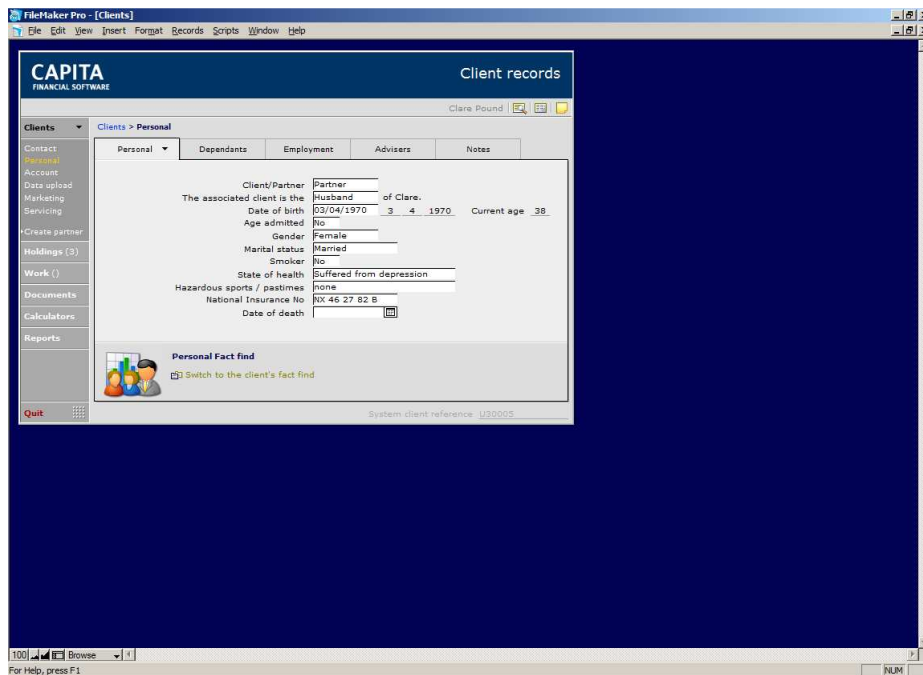 FileMaker Pro - [Clients]
File Edit View Insert Format Records Scripts Window Help
CAPITA
FINANCIAL SOFTWARE
Client records
Clare Pound
Clients
Clients > Personal
Contact
Personal
Account
Data upload
Marketing
Servicing
Create partner
Holdings (3)
Work ()
Documents
Calculators
Reports
Quit
Personal Dependants Employment Advisers Notes
Client/Partner Partner
The associated client is the Husband of Clare.
Date of birth 03/04/1970 3 4 1970 Current age 38
Age admitted No
Gender Female
Marital status Married
Smoker No
State of health Suffered from depression
Hazardous sports / pastimes none
National Insurance No NX 46 27 82 B
Date of death
Personal Fact find
Switch to the client's fact find
System client reference U30005
100 Browse
For Help, press F1
NUM